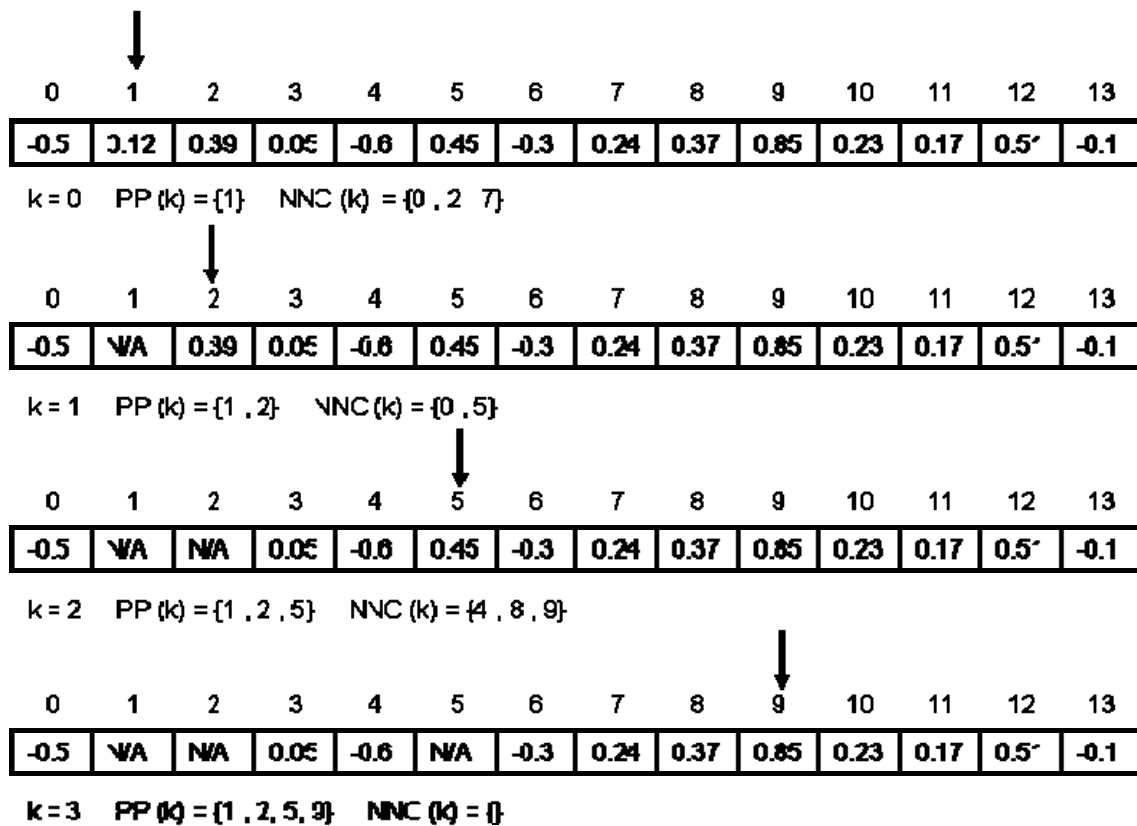 0 1 2 3 4 5 6 7 8 9 10 11 12 13
-0.5 0.12 0.39 0.05 -0.6 0.45 -0.3 0.24 0.37 0.85 0.23 0.17 -0.1
k = 0 PP (k) = {1} NNC (k) = {0 , 2 7}
0 1 2 3 4 5 6 7 8 9 10 11 12 13
-0.5 N/A 0.39 0.05 -0.6 0.45 -0.3 0.24 0.37 0.85 0.23 0.17 -0.1
k = 1 PP (k) = {1 , 2} NNC (k) = {0 , 5}
0 1 2 3 4 5 6 7 8 9 10 11 12 13
-0.5 N/A N/A 0.05 -0.6 0.45 -0.3 0.24 0.37 0.85 0.23 0.17 -0.1
k = 2 PP (k) = {1 , 2 , 5} NNC (k) = {4 , 8 , 9}
0 1 2 3 4 5 6 7 8 9 10 11 12 13
-0.5 N/A N/A 0.05 -0.6 N/A -0.3 0.24 0.37 0.85 0.23 0.17 -0.1
k = 3 PP (k) = {1 , 2, 5, 9} NNC (k) = {}